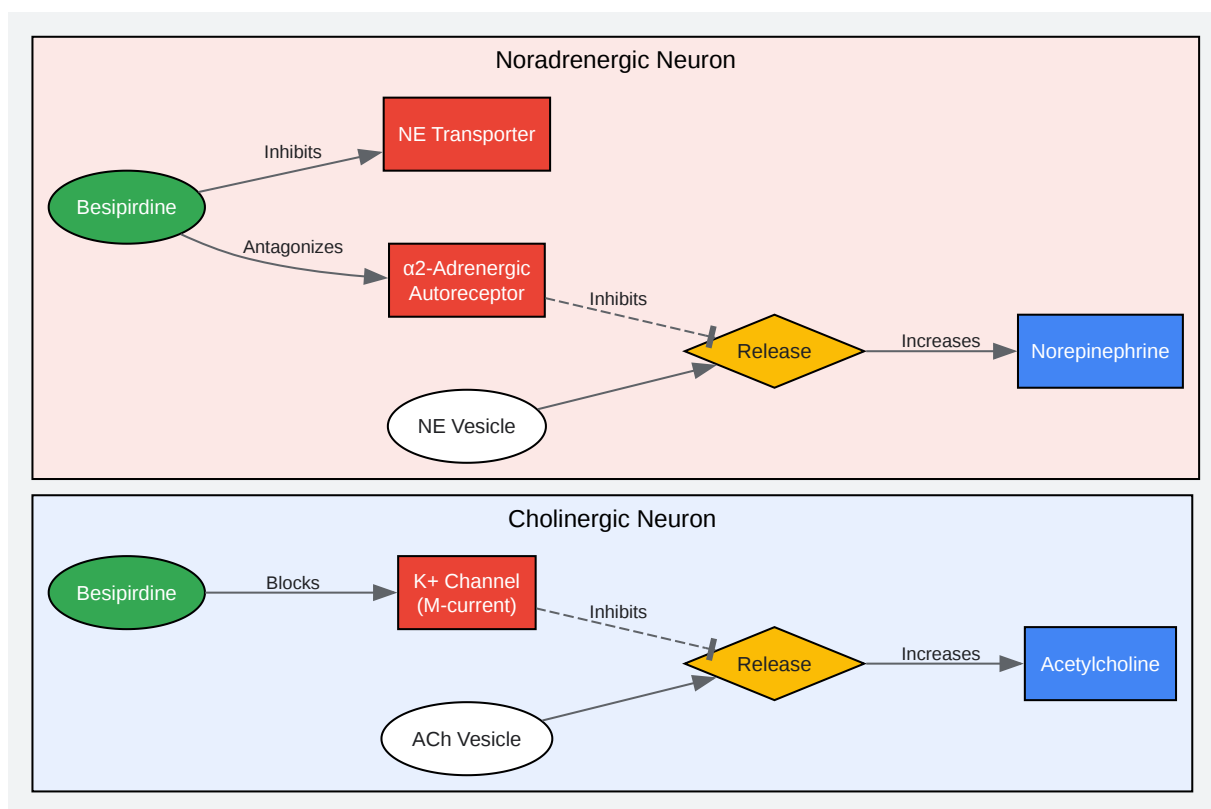 Noradrenergic Neuron
NE Transporter
Inhibits
Besipirdine
Antagonizes
α2-Adrenergic
Autoreceptor
Inhibits
Release
Increases
Norepinephrine
NE Vesicle
Cholinergic Neuron
Besipirdine
Blocks
K+ Channel
(M-current)
Inhibits
Release
Increases
Acetylcholine
ACh Vesicle